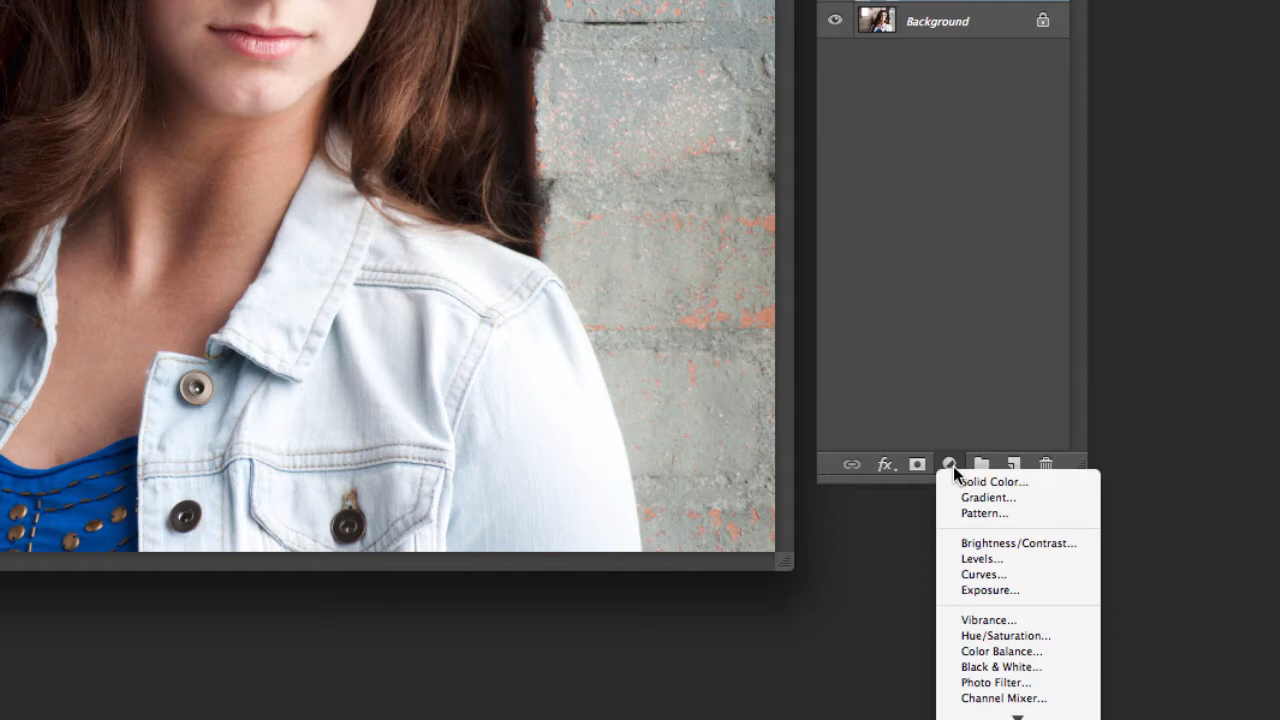 Background
fx.
Solid Color...
Gradient...
Pattern...
Brightness/Contrast...
Levels...
Curves...
Exposure...
Vibrance...
Hue/Saturation...
Color Balance...
Black & White...
Photo Filter...
Channel Mixer...